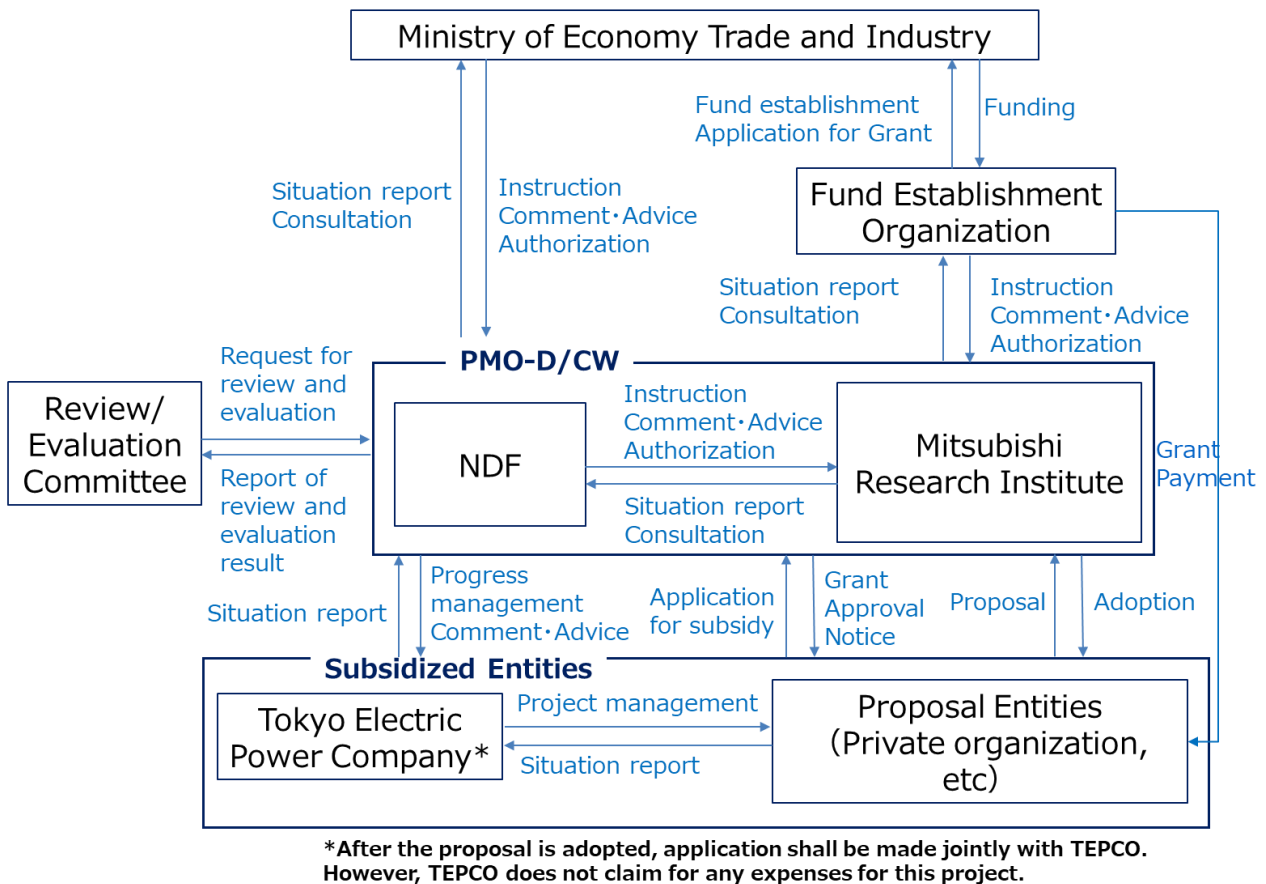 Ministry of Economy Trade and Industry
Fund establishment
Application for Grant
Funding
Situation report
Consultation
Instruction
Comment・Advice
Authorization
Fund Establishment
Organization
Situation report
Consultation
Instruction
Comment・Advice
Authorization
PMO-D/CW
Request for
review and
evaluation
Review/
Evaluation
Committee
Report of
review and
evaluation
result
NDF
Instruction
Comment・Advice
Authorization
Situation report
Consultation
Mitsubishi
Research Institute
Grant
Payment
Situation report
Progress
management
Comment・Advice
Application
for subsidy
Grant
Approval
Notice
Proposal
Adoption
Subsidized Entities
Tokyo Electric
Power Company*
Project management
Situation report
Proposal Entities
（Private organization,
etc）
*After the proposal is adopted, application shall be made jointly with TEPCO.
However, TEPCO does not claim for any expenses for this project.